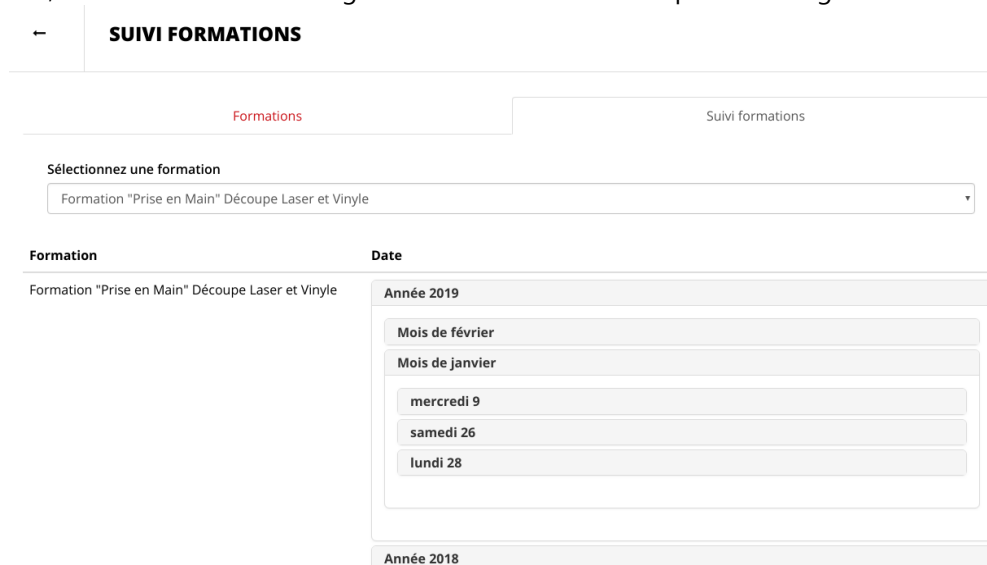 SUIVI FORMATIONS
Formations
Suivi formations
Sélectionnez une formation
Formation "Prise en Main" Découpe Laser et Vinyle
Formation
Date
Formation "Prise en Main" Découpe Laser et Vinyle
Année 2019
Mois de février
Mois de janvier
mercredi 9
samedi 26
lundi 28
Année 2018